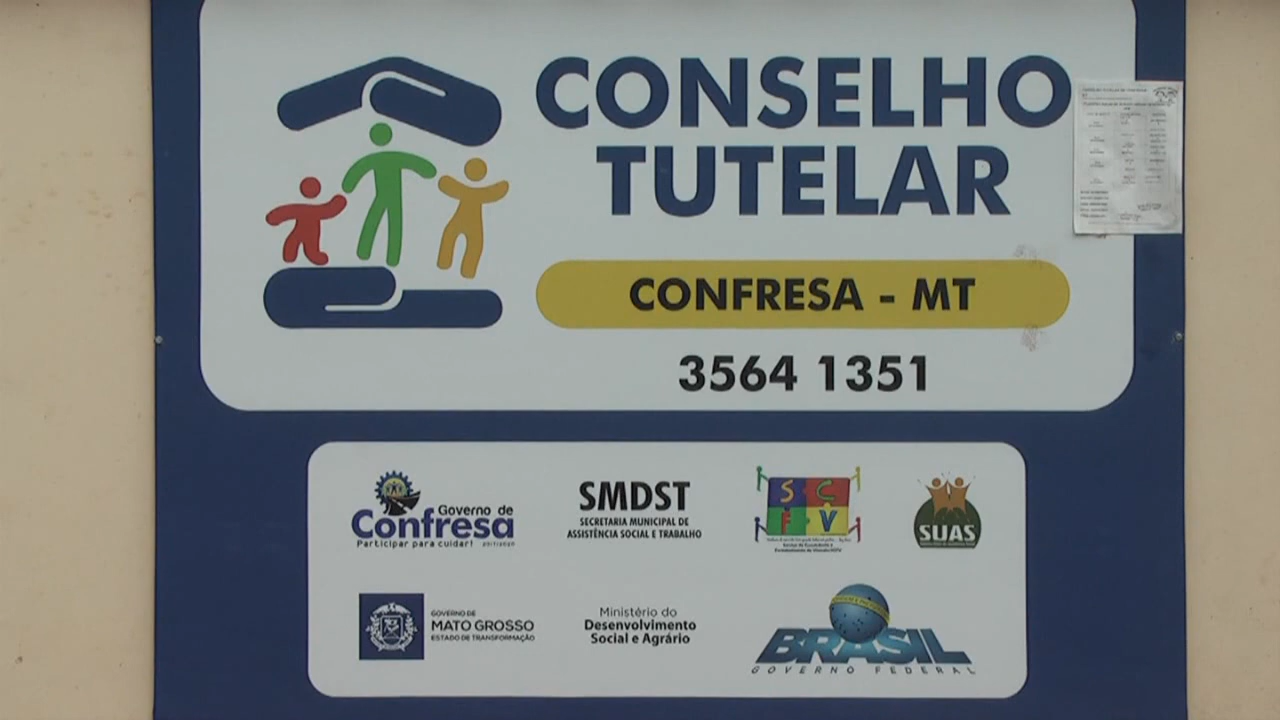 CONSELHO
TUTELAR
CONFRESA - MT
3564 1351
Governo de
Confresa
Participar para cuidar!
SMDST
SECRETARIA MUNICIPAL DE
ASSISTÊNCIA SOCIAL E TRABALHO
S C
F V
SUAS
GOVERNO DE
MATO GROSSO
ESTADO DE TRANSFORMAÇÃO
Ministério do
Desenvolvimento
Social e Agrário
BRASIL
GOVERNO FEDERAL